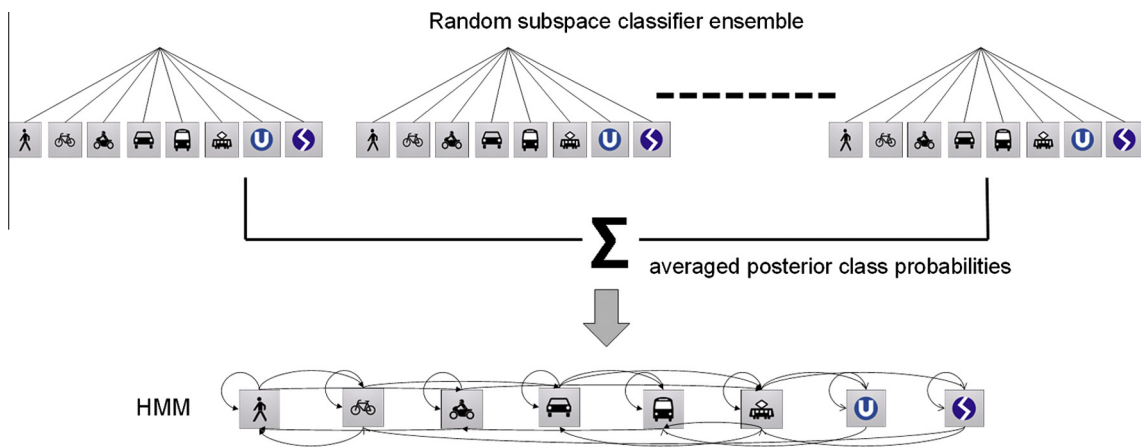 Random subspace classifier ensemble
U
U
U
Σ
averaged posterior class probabilities
HMM
U